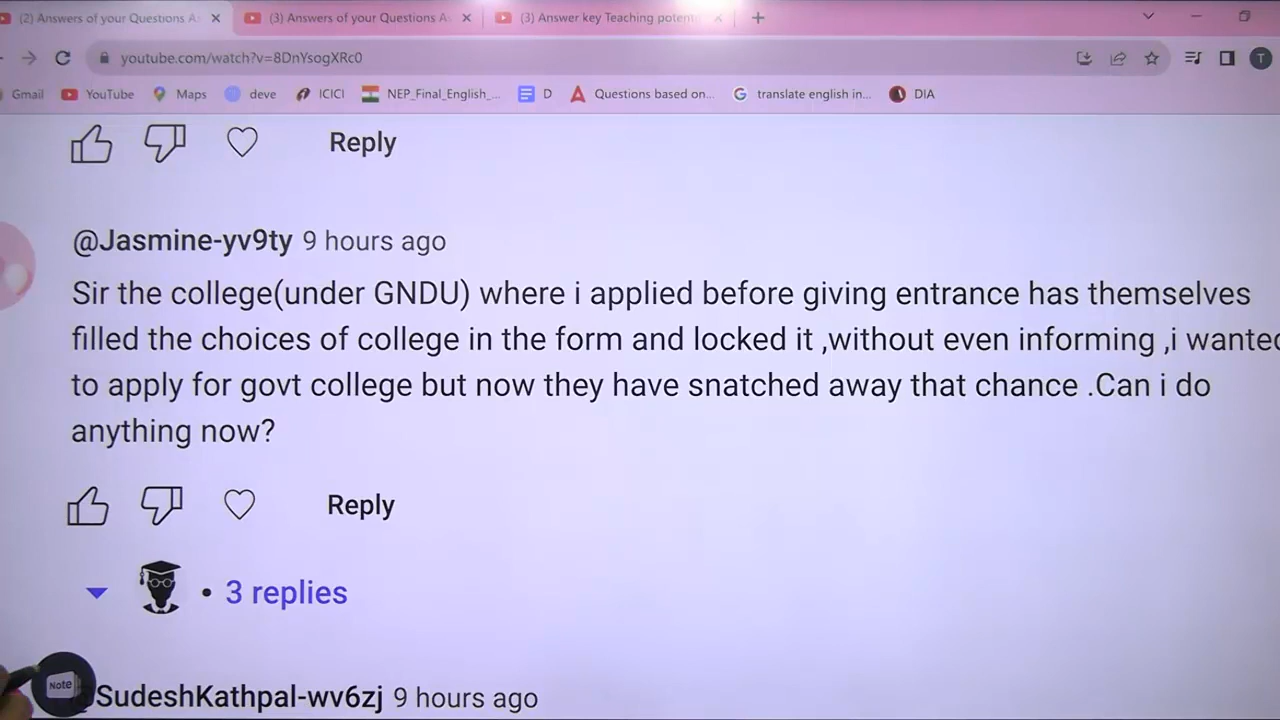 (2) Answers of your Questions A
(3) Answers of your Questions A
(3) Answer key Teaching potent
youtube.com/watch?v=8DnYsogXRc0
T
Gmail
YouTube
Maps
deve
ICICI
NEP_Final_English_...
D
Questions based on...
translate english in...
DIA
Reply
@Jasmine-yv9ty 9 hours ago
Sir the college(under GNDU) where i applied before giving entrance has themselves
filled the choices of college in the form and locked it ,without even informing ,i wanted
to apply for govt college but now they have snatched away that chance .Can i do
anything now?
Reply
• 3 replies
Note
@SudeshKathpal-wv6zj 9 hours ago